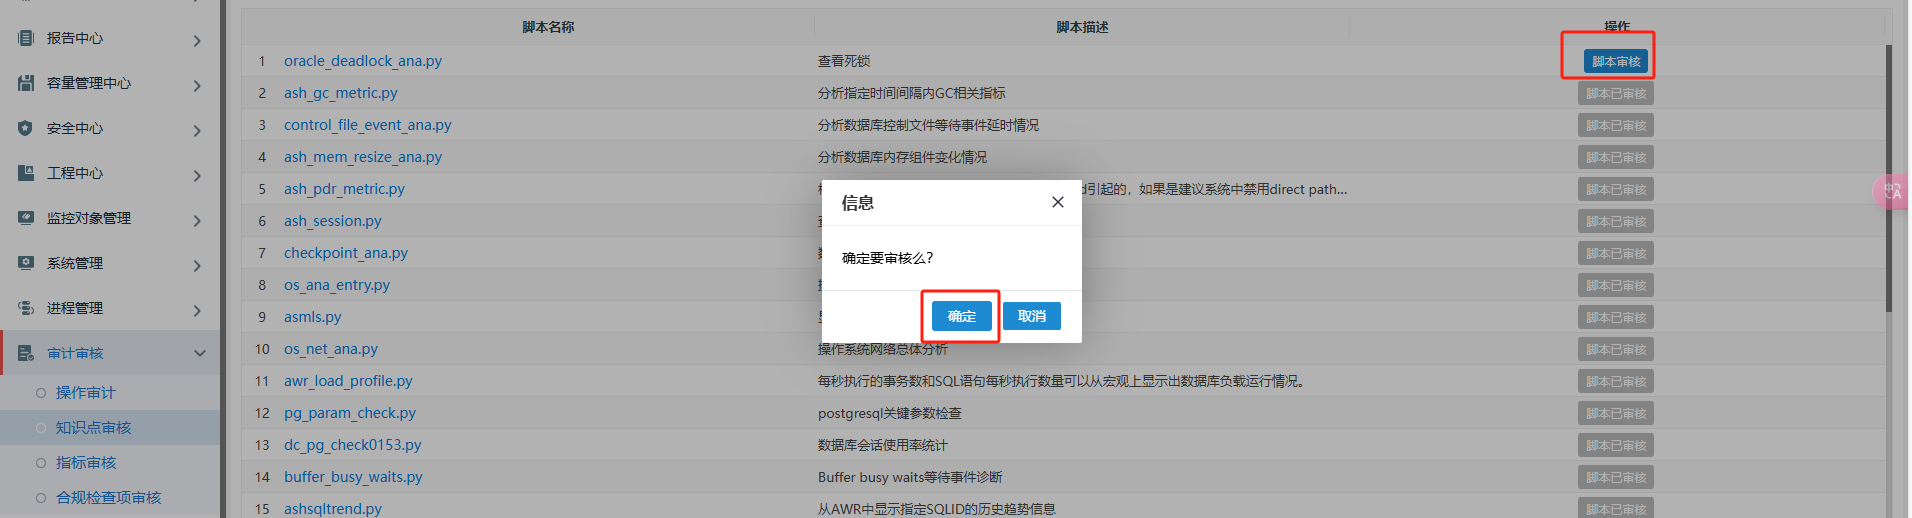 报告中心
容量管理中心
安全中心
工程中心
监控对象管理
系统管理
进程管理
审计审核
操作审计
知识点审核
指标审核
合规检查项审核
脚本名称 脚本描述 操作
1 oracle_deadlock_ana.py 查看死锁 脚本审核
2 ash_gc_metric.py 分析指定时间间隔内GC相关指标 脚本已审核
3 control_file_event_ana.py 分析数据库控制文件等待事件延时情况 脚本已审核
4 ash_mem_resize_ana.py 分析数据库内存组件变化情况 脚本已审核
5 ash_pdr_metric.py d引起的，如果是建议系统中禁用direct path... 脚本已审核
6 ash_session.py 脚本已审核
7 checkpoint_ana.py 脚本已审核
8 os_ana_entry.py 脚本已审核
9 asmls.py 脚本已审核
10 os_net_ana.py 操作系统网络总体分析 脚本已审核
11 awr_load_profile.py 每秒执行的事务数和SQL语句每秒执行数量可以从宏观上显示出数据库负载运行情况。 脚本已审核
12 pg_param_check.py postgresql关键参数检查 脚本已审核
13 dc_pg_check0153.py 数据库会话使用率统计 脚本已审核
14 buffer_busy_waits.py Buffer busy waits等待事件诊断 脚本已审核
15 ashsqltrend.py 从AWR中显示指定SQLID的历史趋势信息
信息
确定要审核么?
确定 取消